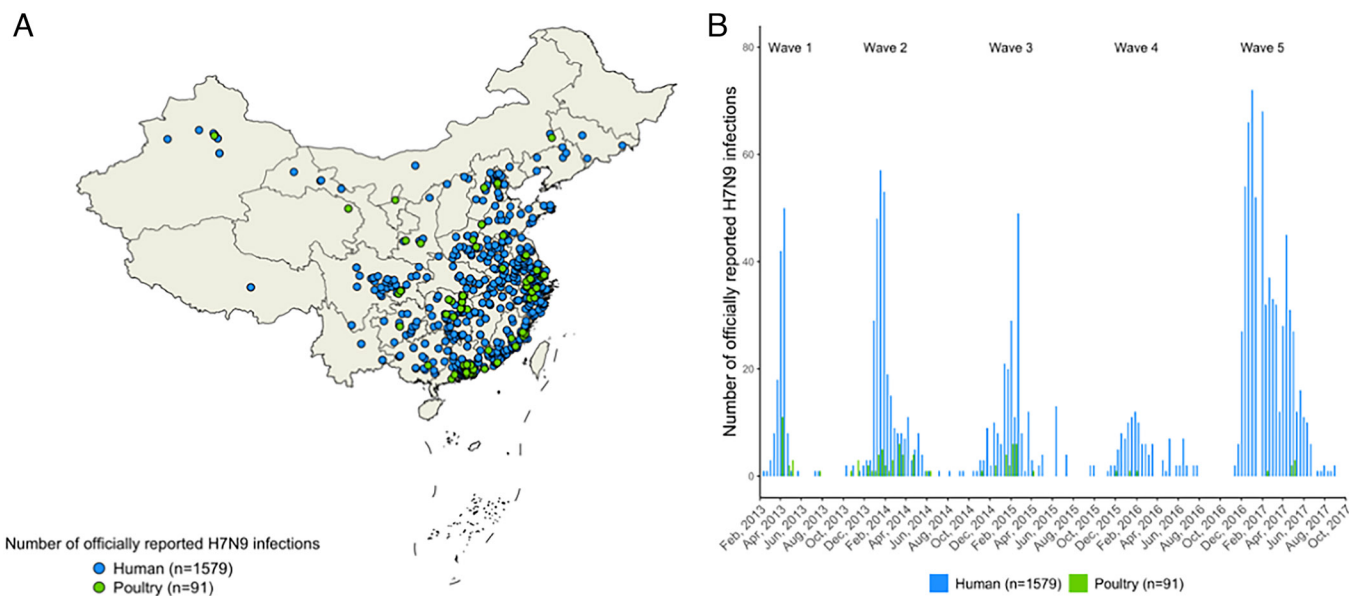 A
Number of officially reported H7N9 infections
Human (n=1579)
Poultry (n=91)
B
Number of officially reported H7N9 infections
80
60
40
20
0
Wave 1 Wave 2 Wave 3 Wave 4 Wave 5
Feb, 2013
Apr, 2013
Jun, 2013
Aug, 2013
Oct, 2013
Dec, 2013
Feb, 2014
Apr, 2014
Jun, 2014
Aug, 2014
Oct, 2014
Dec, 2014
Feb, 2015
Apr, 2015
Jun, 2015
Aug, 2015
Oct, 2015
Dec, 2015
Feb, 2016
Apr, 2016
Jun, 2016
Aug, 2016
Oct, 2016
Dec, 2016
Feb, 2017
Apr, 2017
Jun, 2017
Aug, 2017
Oct, 2017
Human (n=1579) Poultry (n=91)